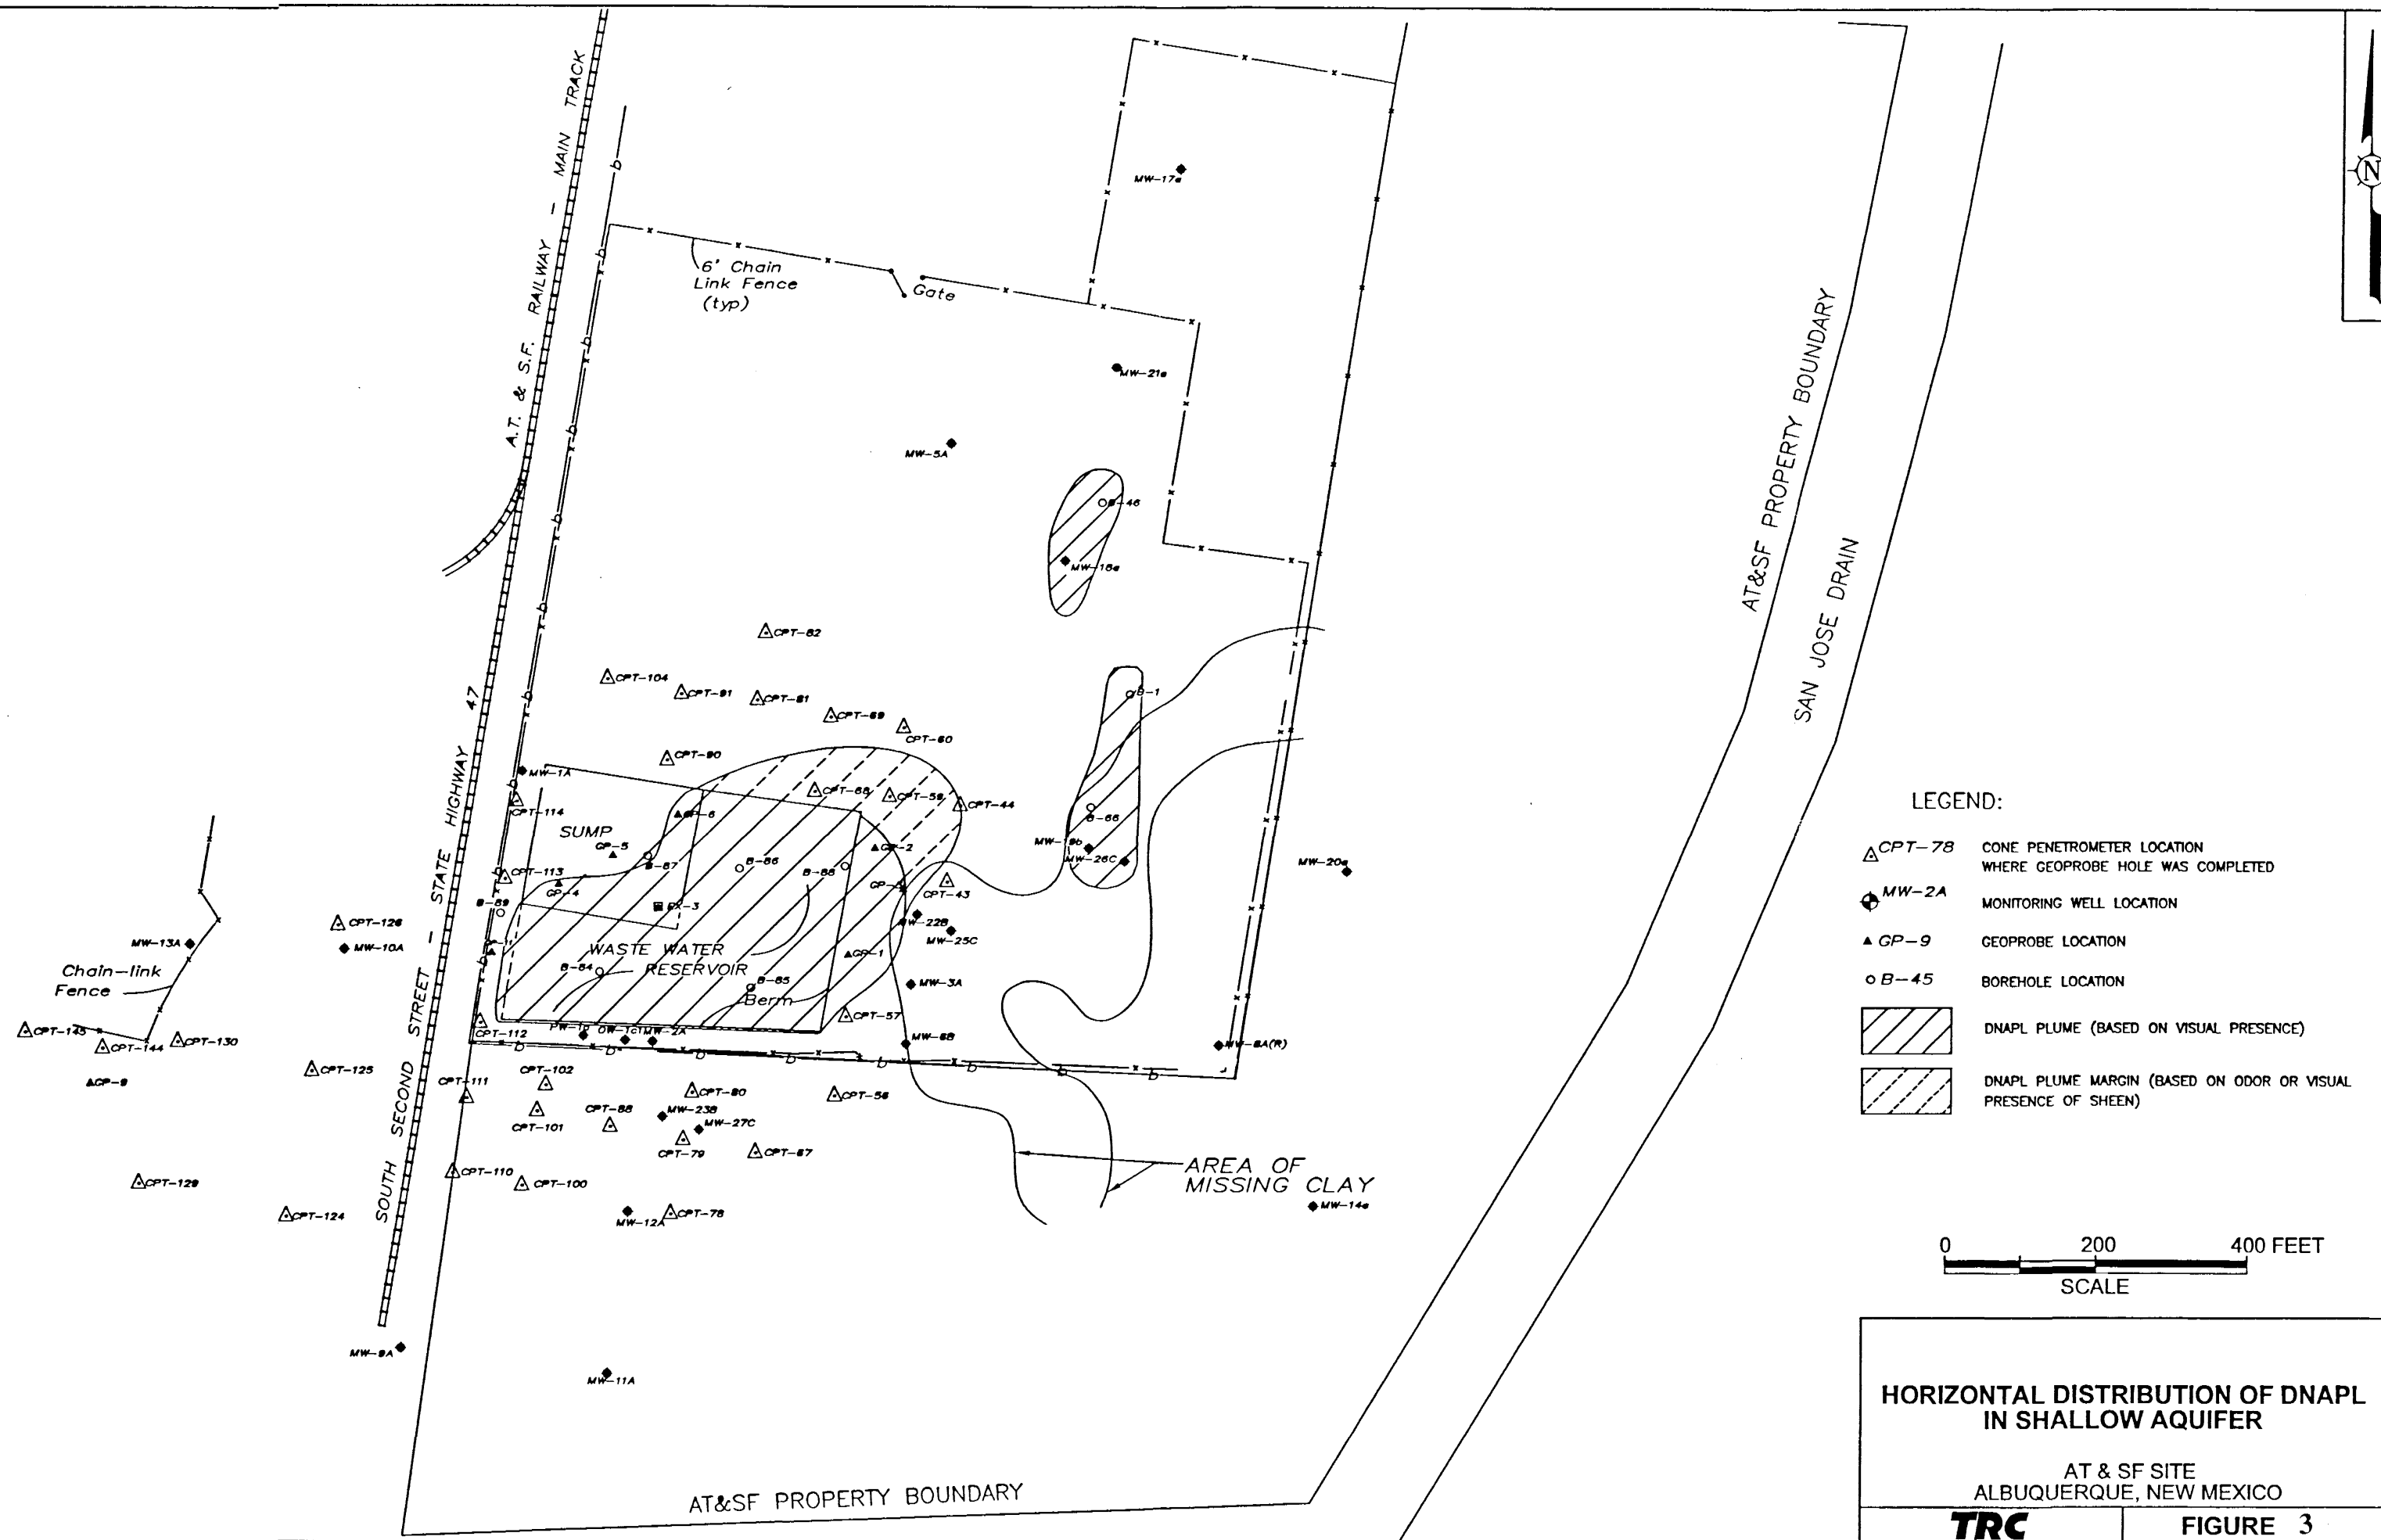 A.T. & S.F. RAILWAY - MAIN TRACK
SOUTH SECOND STREET - STATE HIGHWAY 47
6' Chain
Link Fence
(typ)
Gate
MW-17a
MW-21a
MW-5A
B-46
MW-18a
AT&SF PROPERTY BOUNDARY
SAN JOSE DRAIN
N
CPT-82
CPT-104
CPT-91
CPT-81
CPT-69
CPT-60
CPT-90
B-1
MW-1A
CPT-114
CPT-68
CPT-59
CPT-44
GP-6
B-66
SUMP
GP-5
B-87
B-86
B-88
GP-2
MW-19b
MW-26C
MW-20a
CPT-113
GP-4
CPT-43
B-89
MW-22B
MW-25C
CPT-126
MW-13A
MW-10A
Chain-link
Fence
WASTE WATER
RESERVOIR
B-84
GP-1
B-85
Berm
MW-3A
CPT-57
CPT-112
MW-2A
MW-6B
MW-6A(R)
CPT-145
CPT-144
CPT-130
GP-9
CPT-125
CPT-111
CPT-102
CPT-80
CPT-56
CPT-101
CPT-88
MW-23B
MW-27C
CPT-79
CPT-67
CPT-129
CPT-110
CPT-100
CPT-124
MW-12A
CPT-78
AREA OF
MISSING CLAY
MW-14a
MW-9A
MW-11A
AT&SF PROPERTY BOUNDARY
LEGEND:
CPT-78 CONE PENETROMETER LOCATION
WHERE GEOPROBE HOLE WAS COMPLETED
MW-2A MONITORING WELL LOCATION
GP-9 GEOPROBE LOCATION
B-45 BOREHOLE LOCATION
DNAPL PLUME (BASED ON VISUAL PRESENCE)
DNAPL PLUME MARGIN (BASED ON ODOR OR VISUAL
PRESENCE OF SHEEN)
0 200 400 FEET
SCALE
HORIZONTAL DISTRIBUTION OF DNAPL
IN SHALLOW AQUIFER
AT & SF SITE
ALBUQUERQUE, NEW MEXICO
TRC FIGURE 3